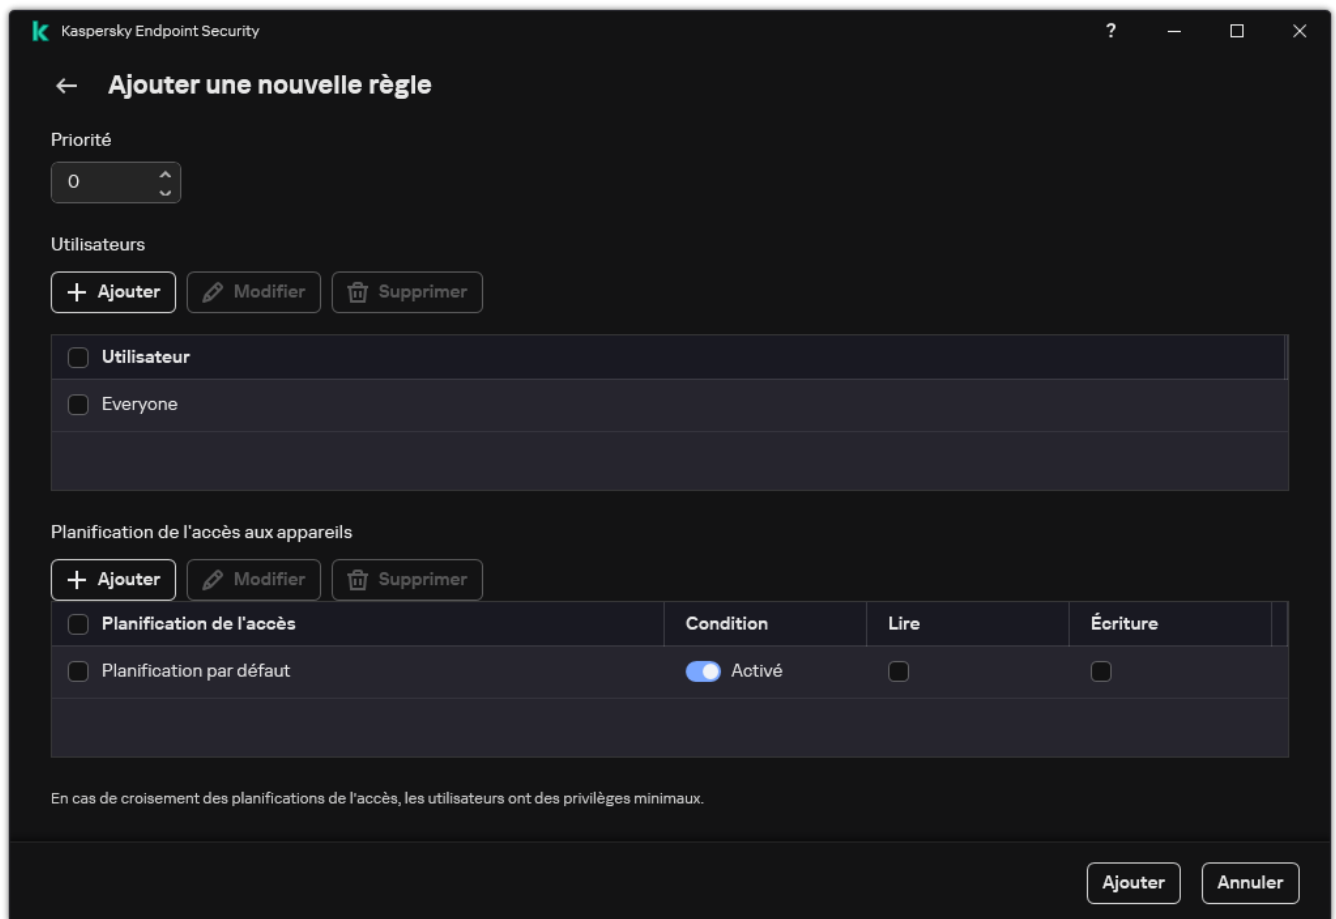 Kaspersky Endpoint Security ?
Ajouter une nouvelle règle
Priorité
0
Utilisateurs
Ajouter Modifier Supprimer
Utilisateur
Everyone
Planification de l'accès aux appareils
Ajouter Modifier Supprimer
Planification de l'accès Condition Lire Écriture
Planification par défaut Activé
En cas de croisement des planifications de l'accès, les utilisateurs ont des privilèges minimaux.
Ajouter Annuler